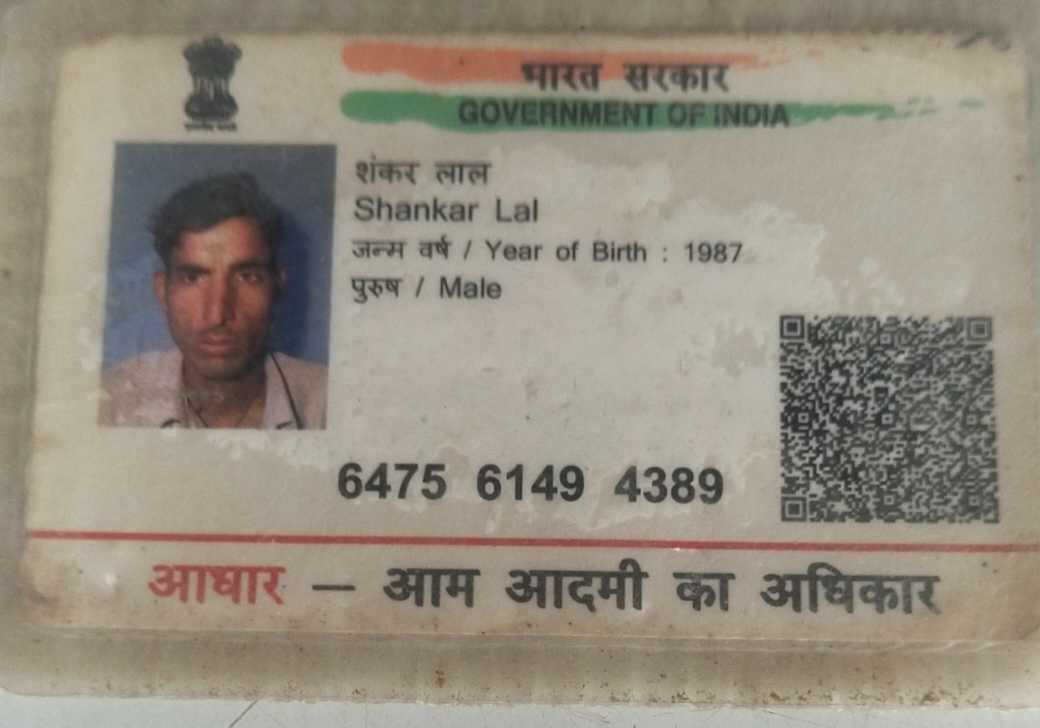 भारत सरकार
GOVERNMENT OF INDIA
शंकर लाल
Shankar Lal
जन्म वर्ष / Year of Birth : 1987
पुरुष / Male
6475 6149 4389
आधार – आम आदमी का अधिकार